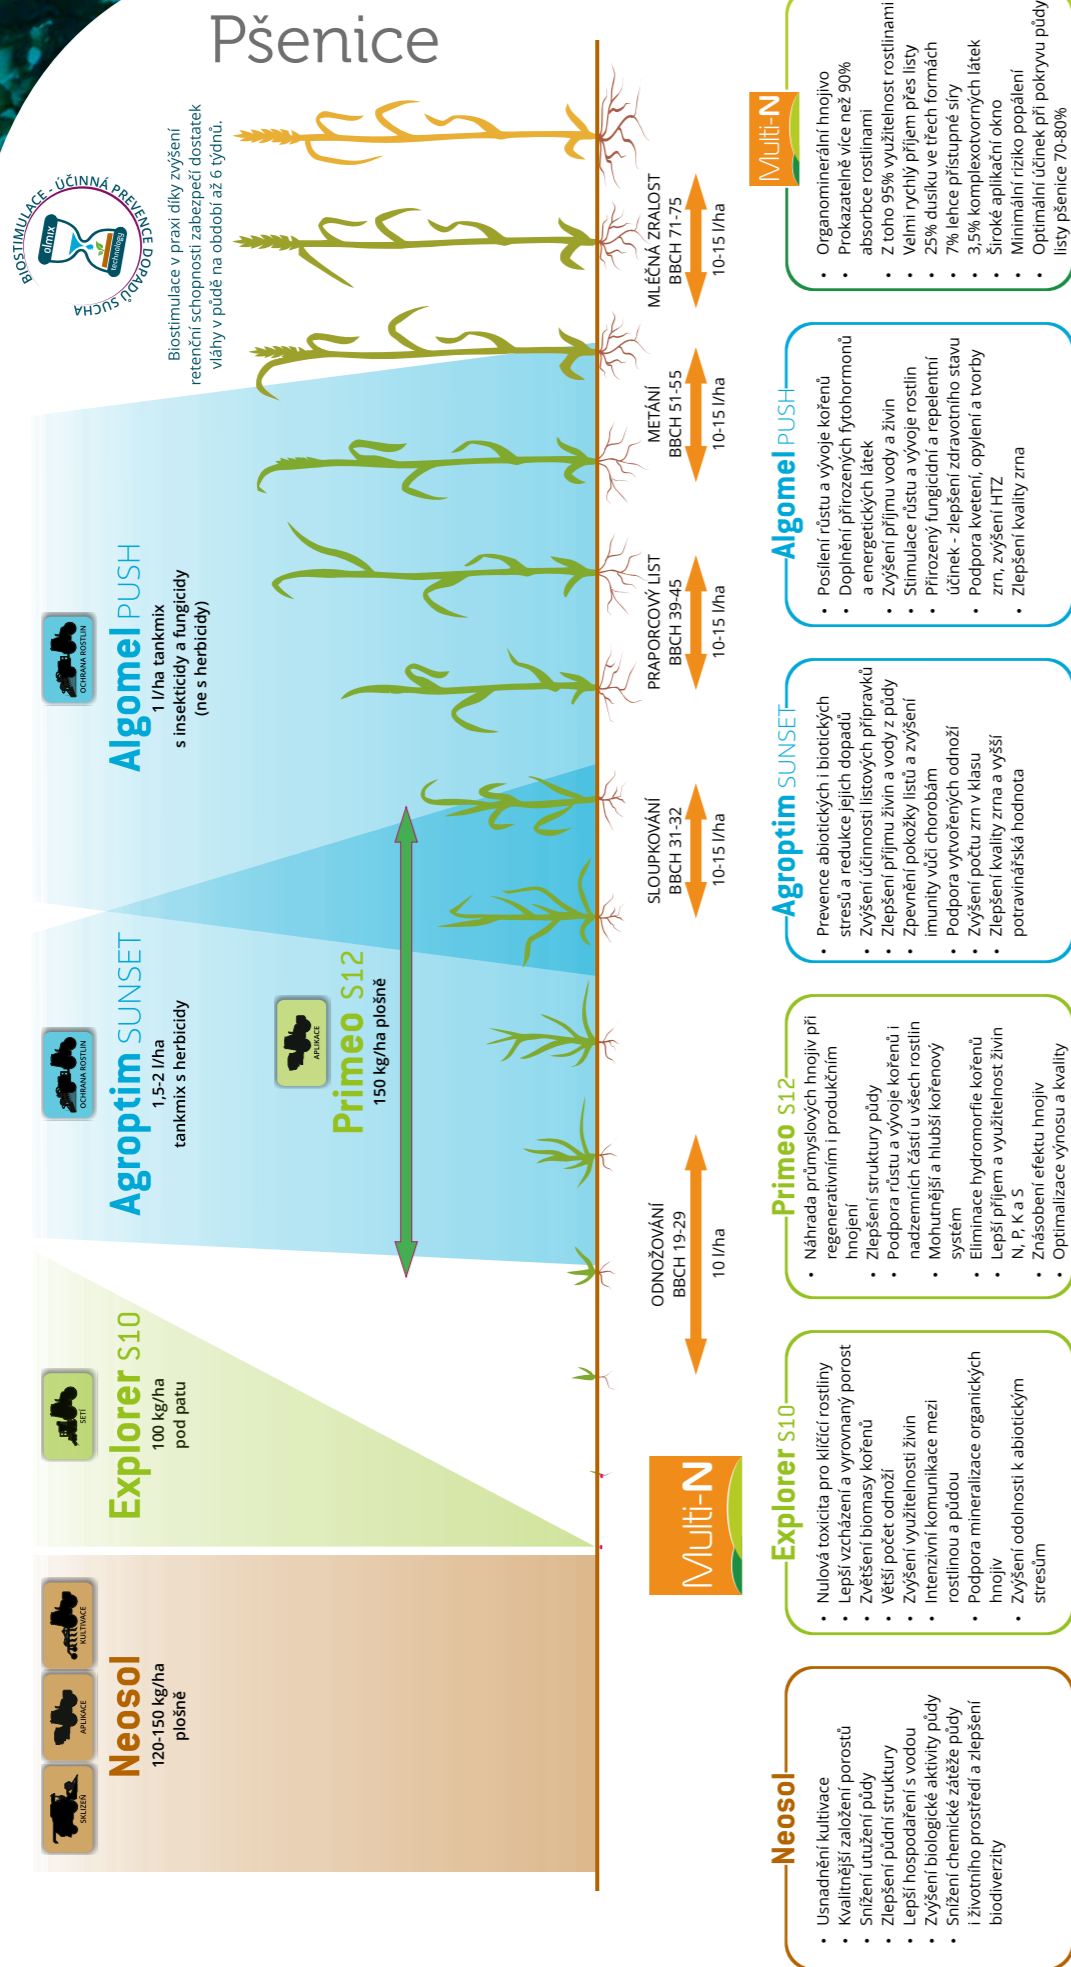 Pšenice
BIOSTIMULACE - ÚČINNÁ PREVENCE DOPADŮ SUCHA
olmix
technology
Biostimulace v praxi díky zvýšení
retenční schopnosti zabezpečí dostatek
vláhy v půdě na období až 6 týdnů.
SKLIZEŇ
APLIKACE
KULTIVACE
Neosol
120-150 kg/ha
plošně
SETÍ
Explorer S10
100 kg/ha
pod patu
OCHRANA ROSTLIN
Agroptim SUNSET
1,5-2 l/ha
tankmix s herbicidy
APLIKACE
Primeo S12
150 kg/ha plošně
OCHRANA ROSTLIN
Algomel PUSH
1 l/ha tankmix
s insekticidy a fungicidy
(ne s herbicidy)
Multi-N
ODNOŽOVÁNÍ
BBCH 19-29
10 l/ha
SLOUPKOVÁNÍ
BBCH 31-32
10-15 l/ha
PRAPORCOVÝ LIST
BBCH 39-45
10-15 l/ha
METÁNÍ
BBCH 51-55
10-15 l/ha
MLÉČNÁ ZRALOST
BBCH 71-75
10-15 l/ha
Neosol
• Usnadnění kultivace
• Kvalitnější založení porostů
• Snížení utužení půdy
• Zlepšení půdní struktury
• Lepší hospodaření s vodou
• Zvýšení biologické aktivity půdy
• Snížení chemické zátěže půdy
i životního prostředí a zlepšení
biodiverzity
Explorer S10
• Nulová toxicita pro klíčící rostliny
• Lepší vzcházení a vyrovnaný porost
• Zvětšení biomasy kořenů
• Větší počet odnoží
• Zvýšení využitelnosti živin
• Intenzivní komunikace mezi
rostlinou a půdou
• Podpora mineralizace organických
hnojiv
• Zvýšení odolnosti k abiotickým
stresům
Primeo S12
• Náhrada průmyslových hnojiv při
regenerativním i produkčním
hnojení
• Zlepšení struktury půdy
• Podpora růstu a vývoje kořenů i
nadzemních částí u všech rostlin
• Mohutnější a hlubší kořenový
systém
• Eliminace hydromorfie kořenů
• Lepší příjem a využitelnost živin
N, P, K a S
• Znásobení efektu hnojiv
• Optimalizace výnosu a kvality
Agroptim SUNSET
• Prevence abiotických i biotických
stresů a redukce jejich dopadů
• Zvýšení účinnosti listových přípravků
• Zlepšení příjmu živin a vody z půdy
• Zpevnění pokožky listů a zvýšení
imunity vůči chorobám
• Podpora vytvořených odnoží
• Zvýšení počtu zrn v klasu
• Zlepšení kvality zrna a vyšší
potravinářská hodnota
Algomel PUSH
• Posílení růstu a vývoje kořenů
• Doplnění přirozených fytohormonů
a energetických látek
• Zvýšení příjmu vody a živin
• Stimulace růstu a vývoje rostlin
• Přirozený fungicidní a repelentní
účinek - zlepšení zdravotního stavu
• Podpora kvetení, opylení a tvorby
zrn, zvýšení HTZ
• Zlepšení kvality zrna
Multi-N
• Organominerální hnojivo
• Prokazatelně více než 90%
absorbce rostlinami
• Z toho 95% využitelnost rostlinami
• Velmi rychlý příjem přes listy
• 25% dusíku ve třech formách
• 7% lehce přístupné síry
• 3,5% komplexotvorných látek
• Široké aplikační okno
• Minimální riziko popálení
• Optimální účinek při pokryvu půdy
listy pšenice 70-80%